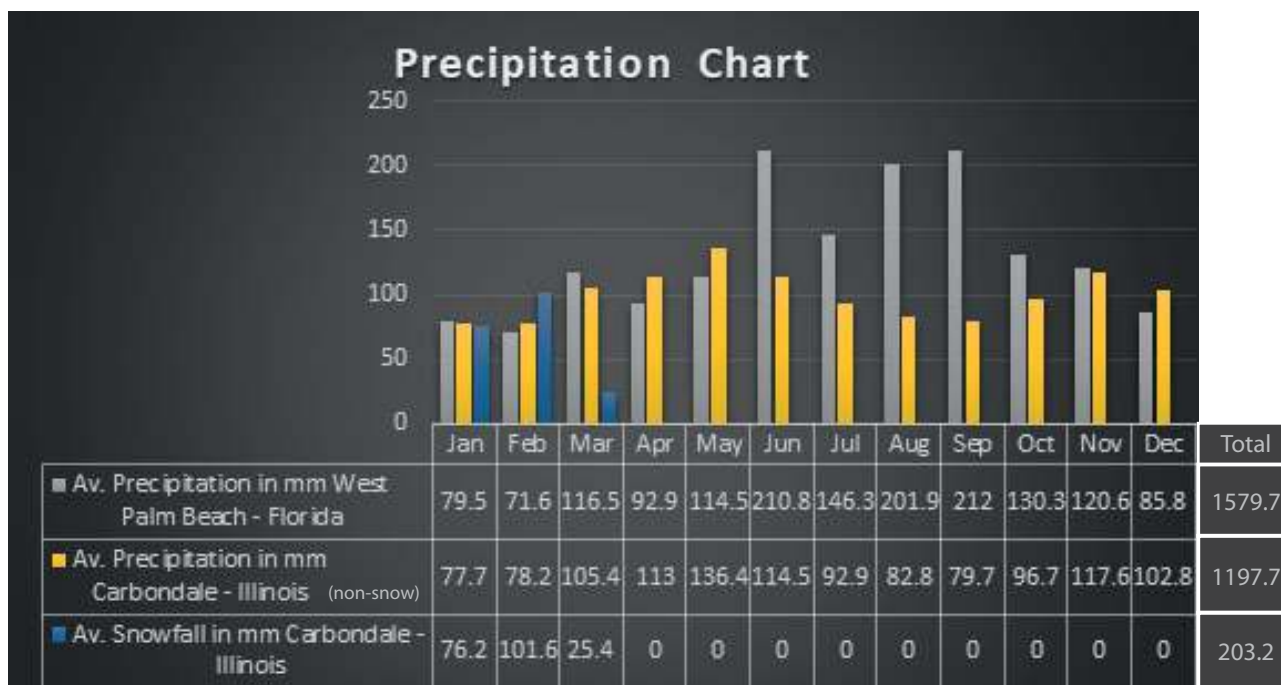 Precipitation Chart
250
200
150
100
50
0
Jan Feb Mar Apr May Jun Jul Aug Sep Oct Nov Dec Total
Av. Precipitation in mm West
Palm Beach - Florida
79.5 71.6 116.5 92.9 114.5 210.8 146.3 201.9 212 130.3 120.6 85.8 1579.7
Av. Precipitation in mm
Carbondale - Illinois (non-snow)
77.7 78.2 105.4 113 136.4 114.5 92.9 82.8 79.7 96.7 117.6 102.8 1197.7
Av. Snowfall in mm Carbondale -
Illinois
76.2 101.6 25.4 0 0 0 0 0 0 0 0 0 203.2